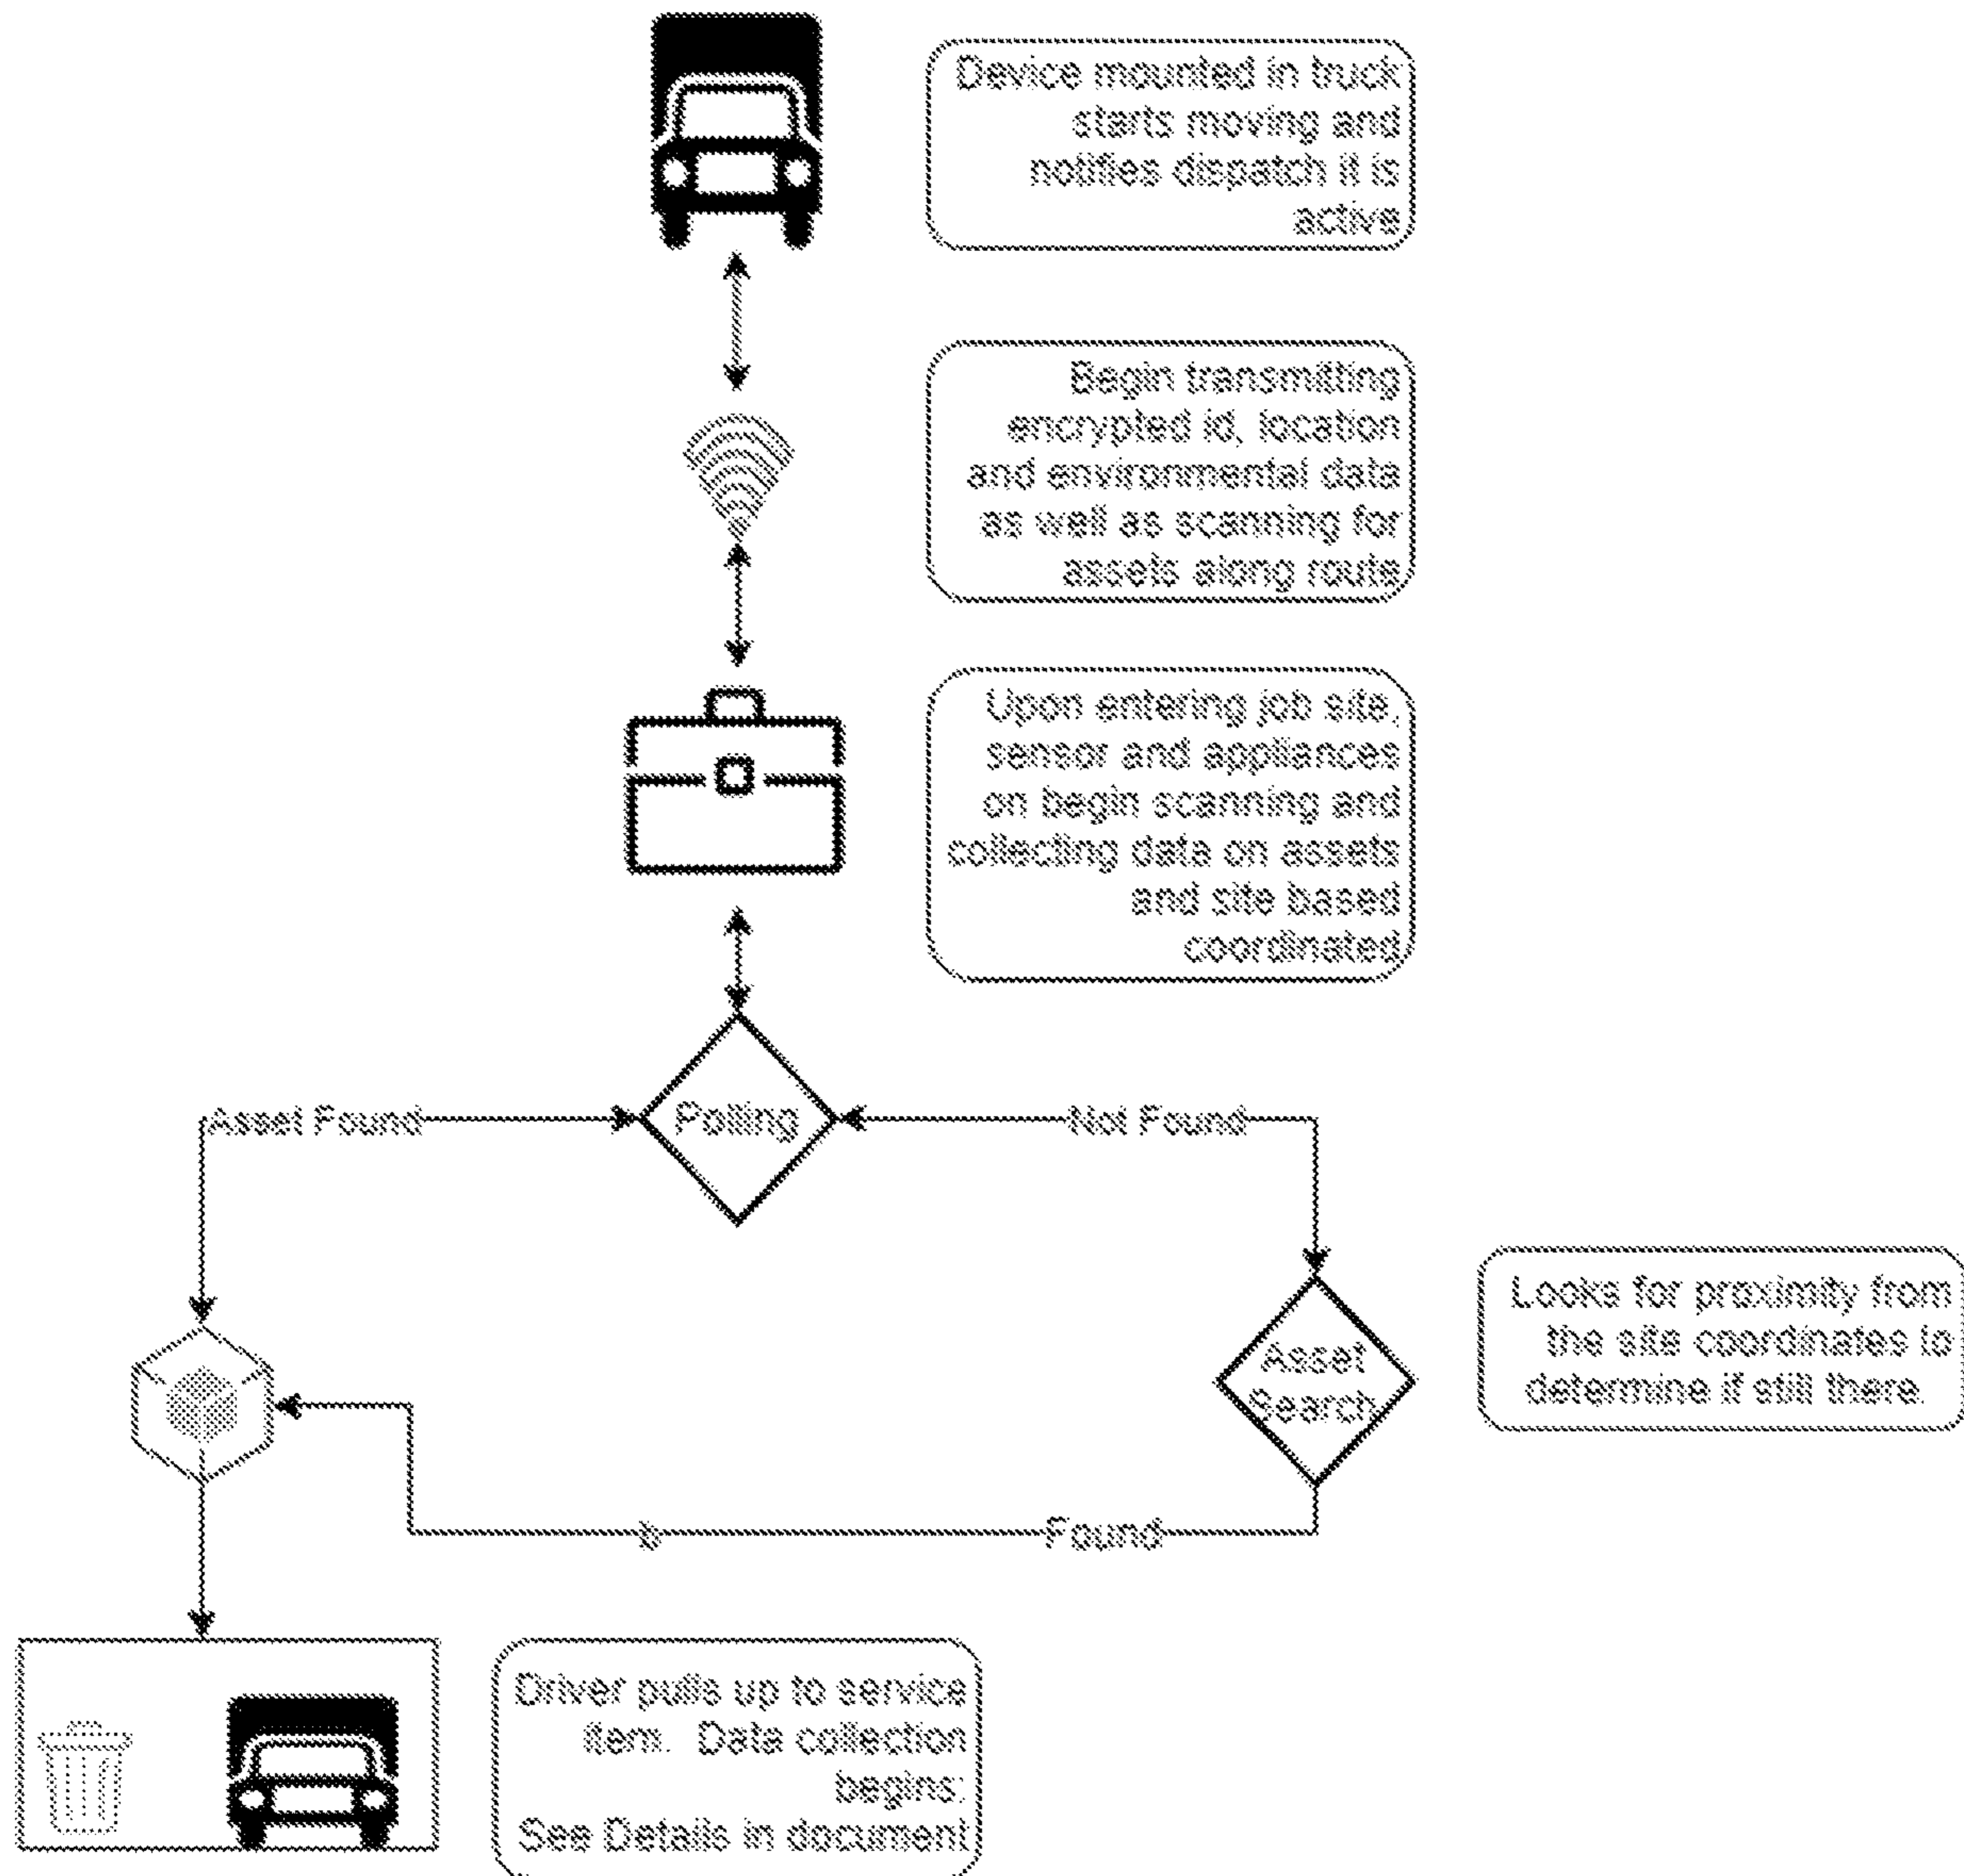 Device mounted in truck
starts moving and
notifies dispatch it is
active
Begin transmitting
encrypted id, location
and environmental data
as well as scanning for
assets along route
Upon entering job site,
sensor and appliances
on begin scanning and
collecting data on assets
and site based
coordinated
Asset Found
Polling
Not Found
Asset
Search
Looks for proximity from
the site coordinates to
determine if still there.
b
Found
Driver pulls up to service
item. Data collection
begins:
See Details in document